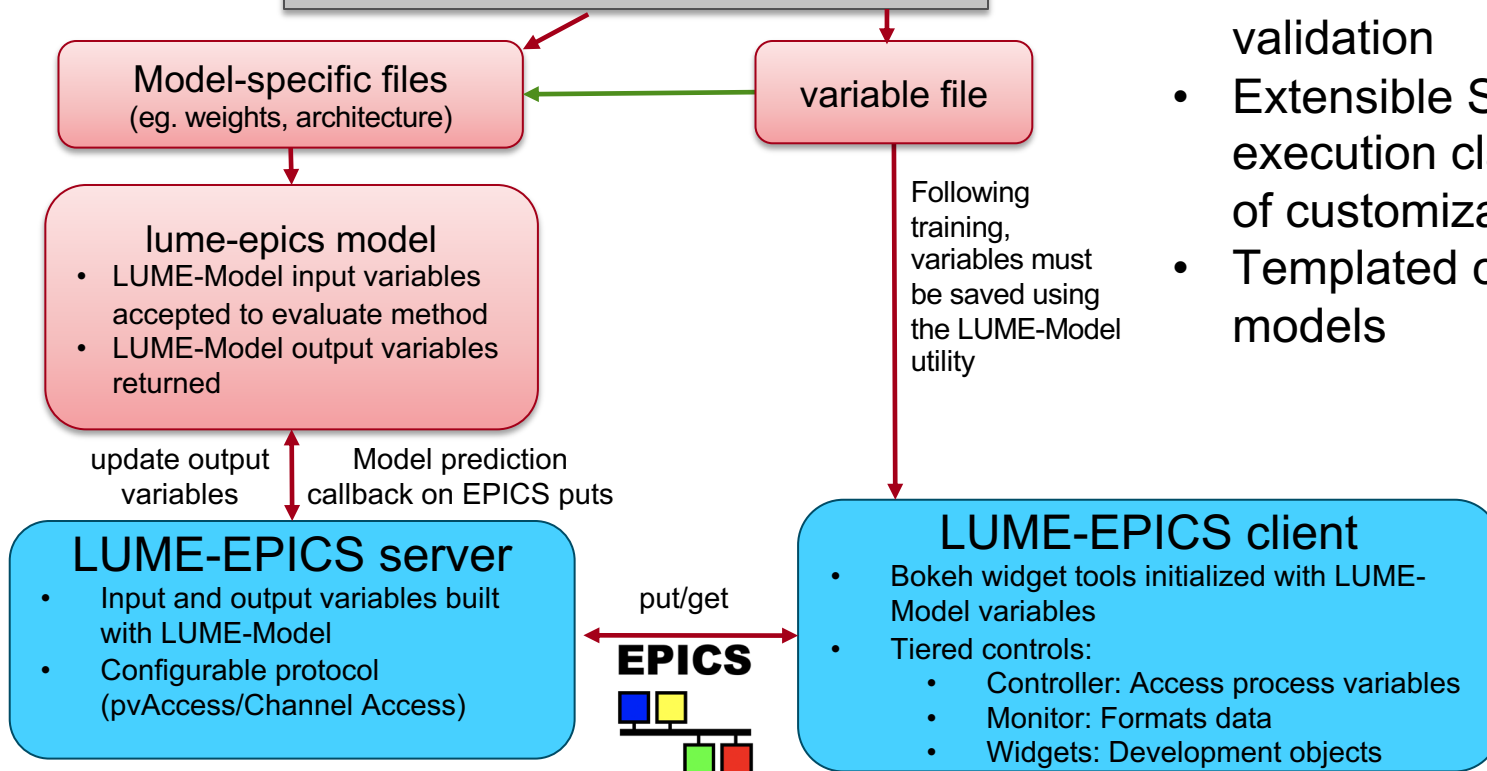 Model-specific files
(eg. weights, architecture)
variable file
lume-epics model
• LUME-Model input variables
accepted to evaluate method
• LUME-Model output variables
returned
Following
training,
variables must
be saved using
the LUME-Model
utility
validation
• Extensible
execution
of
• Templated
models
update output
variables
Model prediction
callback on EPICS puts
LUME-EPICS server
• Input and output variables built
with LUME-Model
• Configurable protocol
(pvAccess/Channel Access)
put/get
EPICS
LUME-EPICS client
• Bokeh widget tools initialized with LUME-
Model variables
• Tiered controls:
• Controller: Access process variables
• Monitor: Formats data
• Widgets: Development objects